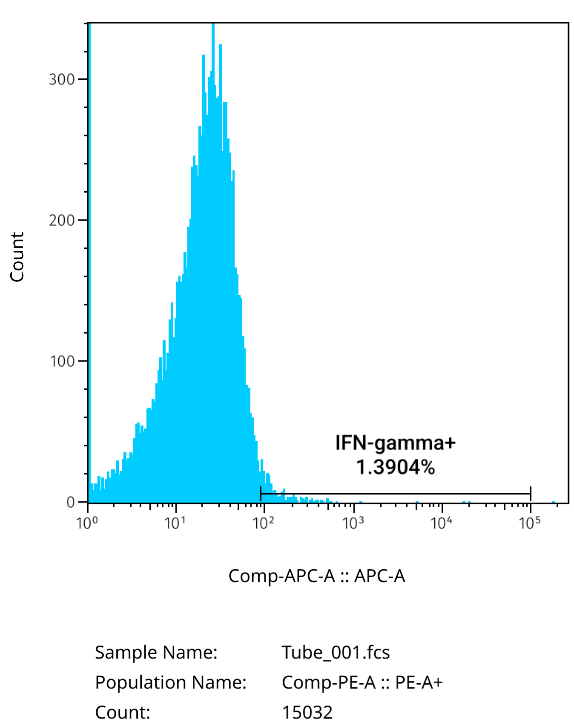 300
200
100
0
Count
IFN-gamma+
1.3904%
10⁰ 10¹ 10² 10³ 10⁴ 10⁵
Comp-APC-A :: APC-A
Sample Name: Tube_001.fcs
Population Name: Comp-PE-A :: PE-A+
Count: 15032